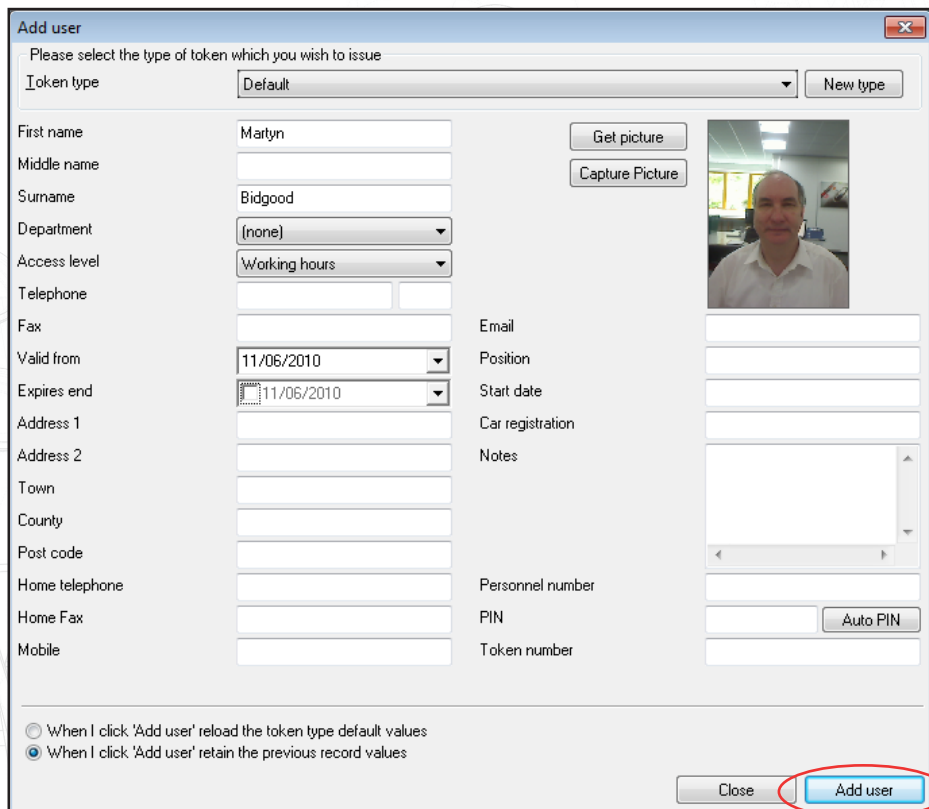 Add user
Please select the type of token which you wish to issue
Token type Default New type
First name Martyn Get picture
Middle name Capture Picture
Surname Bidgood
Department (none)
Access level Working hours
Telephone
Fax Email
Valid from 11/06/2010 Position
Expires end 11/06/2010 Start date
Address 1 Car registration
Address 2 Notes
Town
County
Post code
Home telephone Personnel number
Home Fax PIN Auto PIN
Mobile Token number
When I click 'Add user' reload the token type default values
When I click 'Add user' retain the previous record values
Close Add user